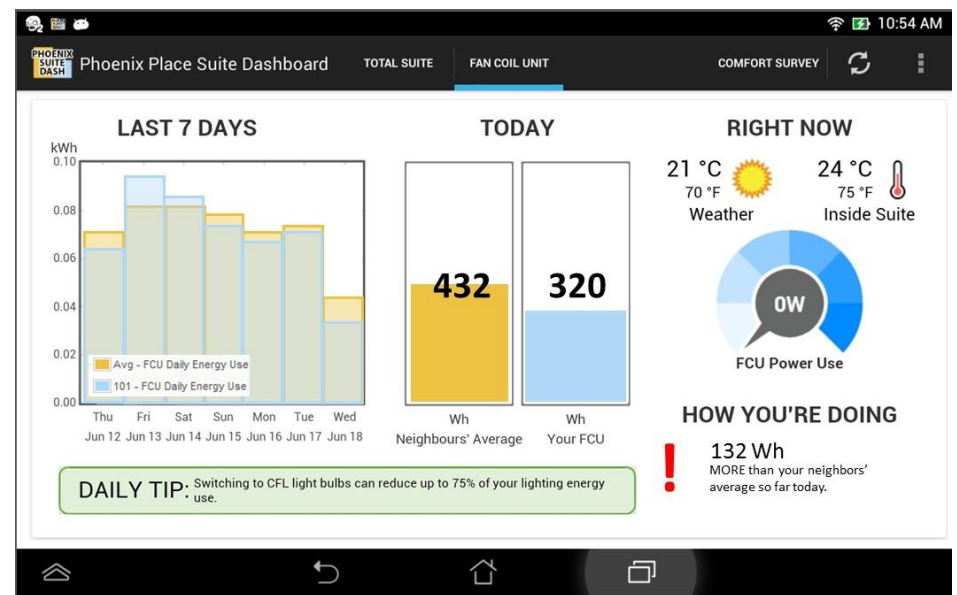 10:54 AM
PHOENIX
SUITE
DASH
Phoenix Place Suite Dashboard
TOTAL SUITE
FAN COIL UNIT
COMFORT SURVEY
LAST 7 DAYS
kWh
0.10
0.08
0.06
0.04
0.02
0.00
Avg - FCU Daily Energy Use
101 - FCU Daily Energy Use
Thu Fri Sat Sun Mon Tue Wed
Jun 12 Jun 13 Jun 14 Jun 15 Jun 16 Jun 17 Jun 18
TODAY
432 320
Wh Wh
Neighbours' Average Your FCU
RIGHT NOW
21 °C 24 °C
70 °F 75 °F
Weather Inside Suite
0W
FCU Power Use
HOW YOU'RE DOING
! 132 Wh
MORE than your neighbors'
average so far today.
DAILY TIP: Switching to CFL light bulbs can reduce up to 75% of your lighting energy
use.